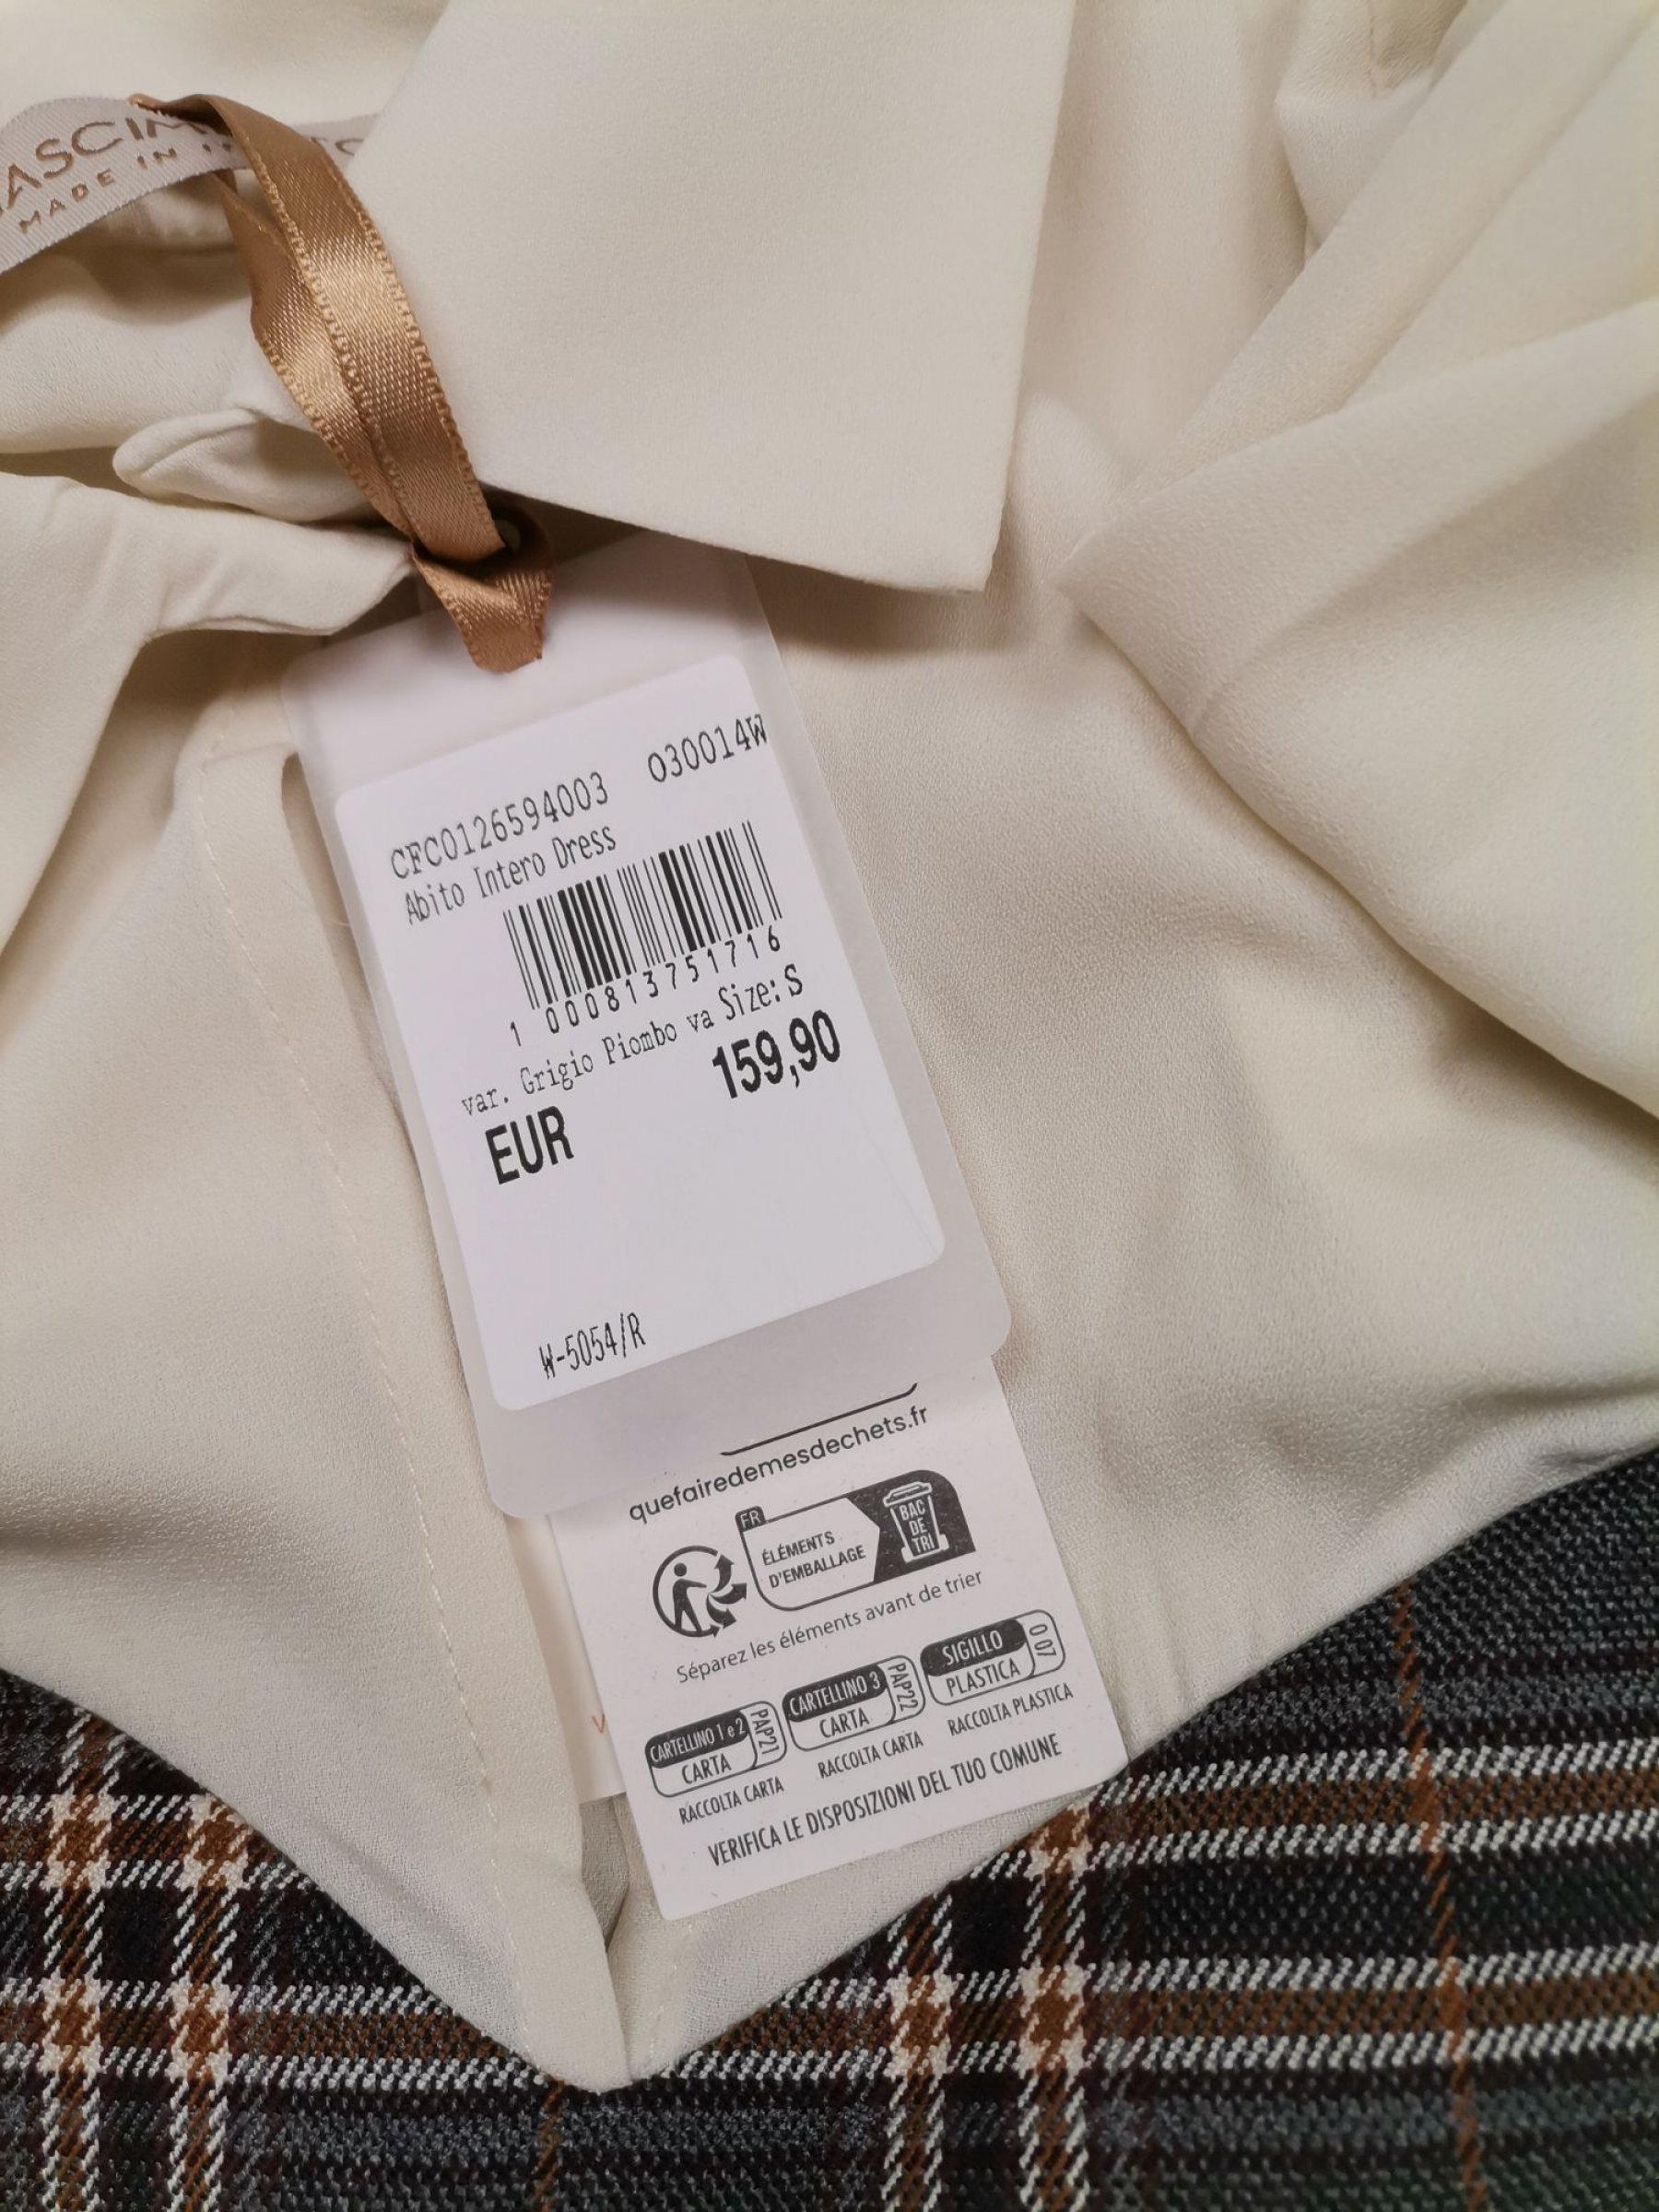 MADE IN
CFC0126594003 O30014W
Abito Intero Dress
1 000813751716
var. Grigio Piombo va Size: S
EUR 159,90
W-5054/R
quefairedemesdechets.fr
FR
ÉLÉMENTS
D'EMBALLAGE
BAC
DE
TRI
Séparez les éléments avant de trier
CARTELLINO 1 e 2
CARTA
PAP21
RACCOLTA CARTA
CARTELLINO 3
CARTA
PAP22
RACCOLTA CARTA
SIGILLO
PLASTICA
O 07
RACCOLTA PLASTICA
VERIFICA LE DISPOSIZIONI DEL TUO COMUNE